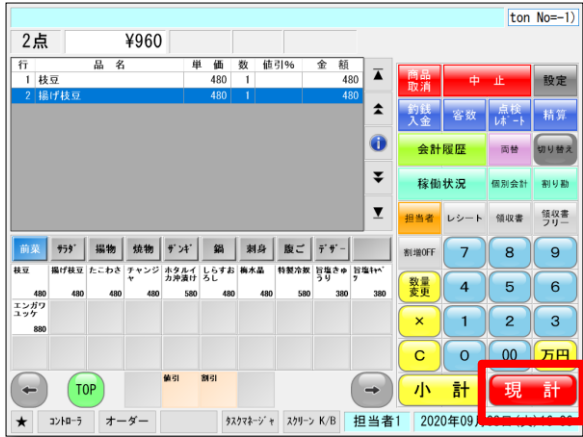 ton No=-1)
2点 ¥960
行 品 名 単 価 数 値引% 金 額
1 枝豆 480 1 480
2 揚げ枝豆 480 1 480
商品取消 中 止 設定
釣銭入金 客数 点検ﾚﾎﾟｰﾄ 精算
会計履歴 両替 切り替え
稼働状況 個別会計 割り勘
担当者 レシート 領収書 領収書フリー
前菜 ｻﾗﾀﾞ 揚物 焼物 ｻﾞﾝｷﾞ 鍋 刺身 腹ご ﾃﾞｻﾞｰ
枝豆 480
揚げ枝豆 480
たこわさ 480
チャンジャ 480
ホタルイカ沖漬け 580
しらすおろし 480
梅水晶 480
特製冷奴 580
旨塩きゅうり 380
旨塩ｷｬﾍﾞﾂ 380
エンガワユッケ 880
割増OFF 7 8 9
数量変更 4 5 6
× 1 2 3
C 0 00 万円
小 計 現 計
← TOP 値引 割引 →
★ ｺﾝﾄﾛｰﾗ オーダー ﾀｽｸﾏﾈｰｼﾞｬ ｽｸﾘｰﾝ K/B 担当者1 2020年09月